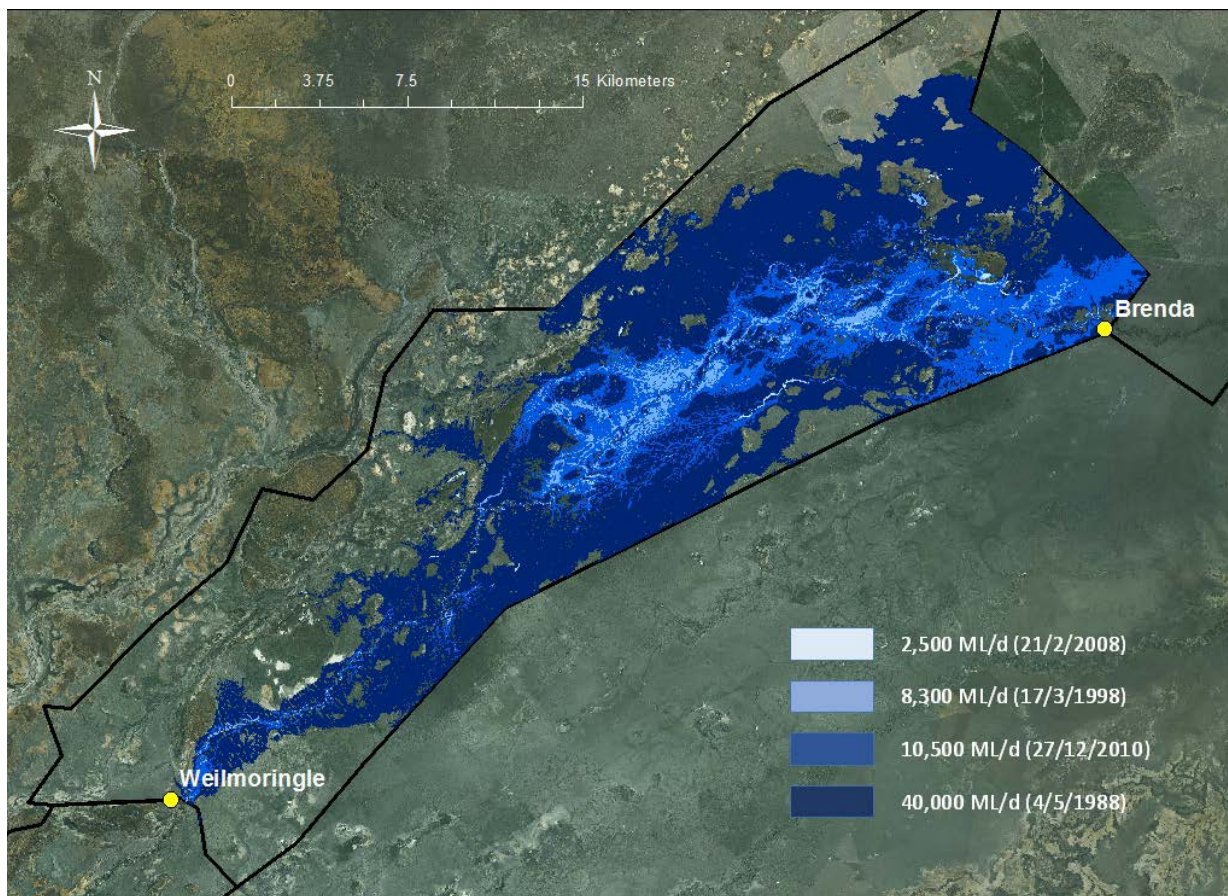 N
0 3.75 7.5 15 Kilometers
Brenda
2,500 ML/d (21/2/2008)
8,300 ML/d (17/3/1998)
10,500 ML/d (27/12/2010)
40,000 ML/d (4/5/1988)
Weilmoringle